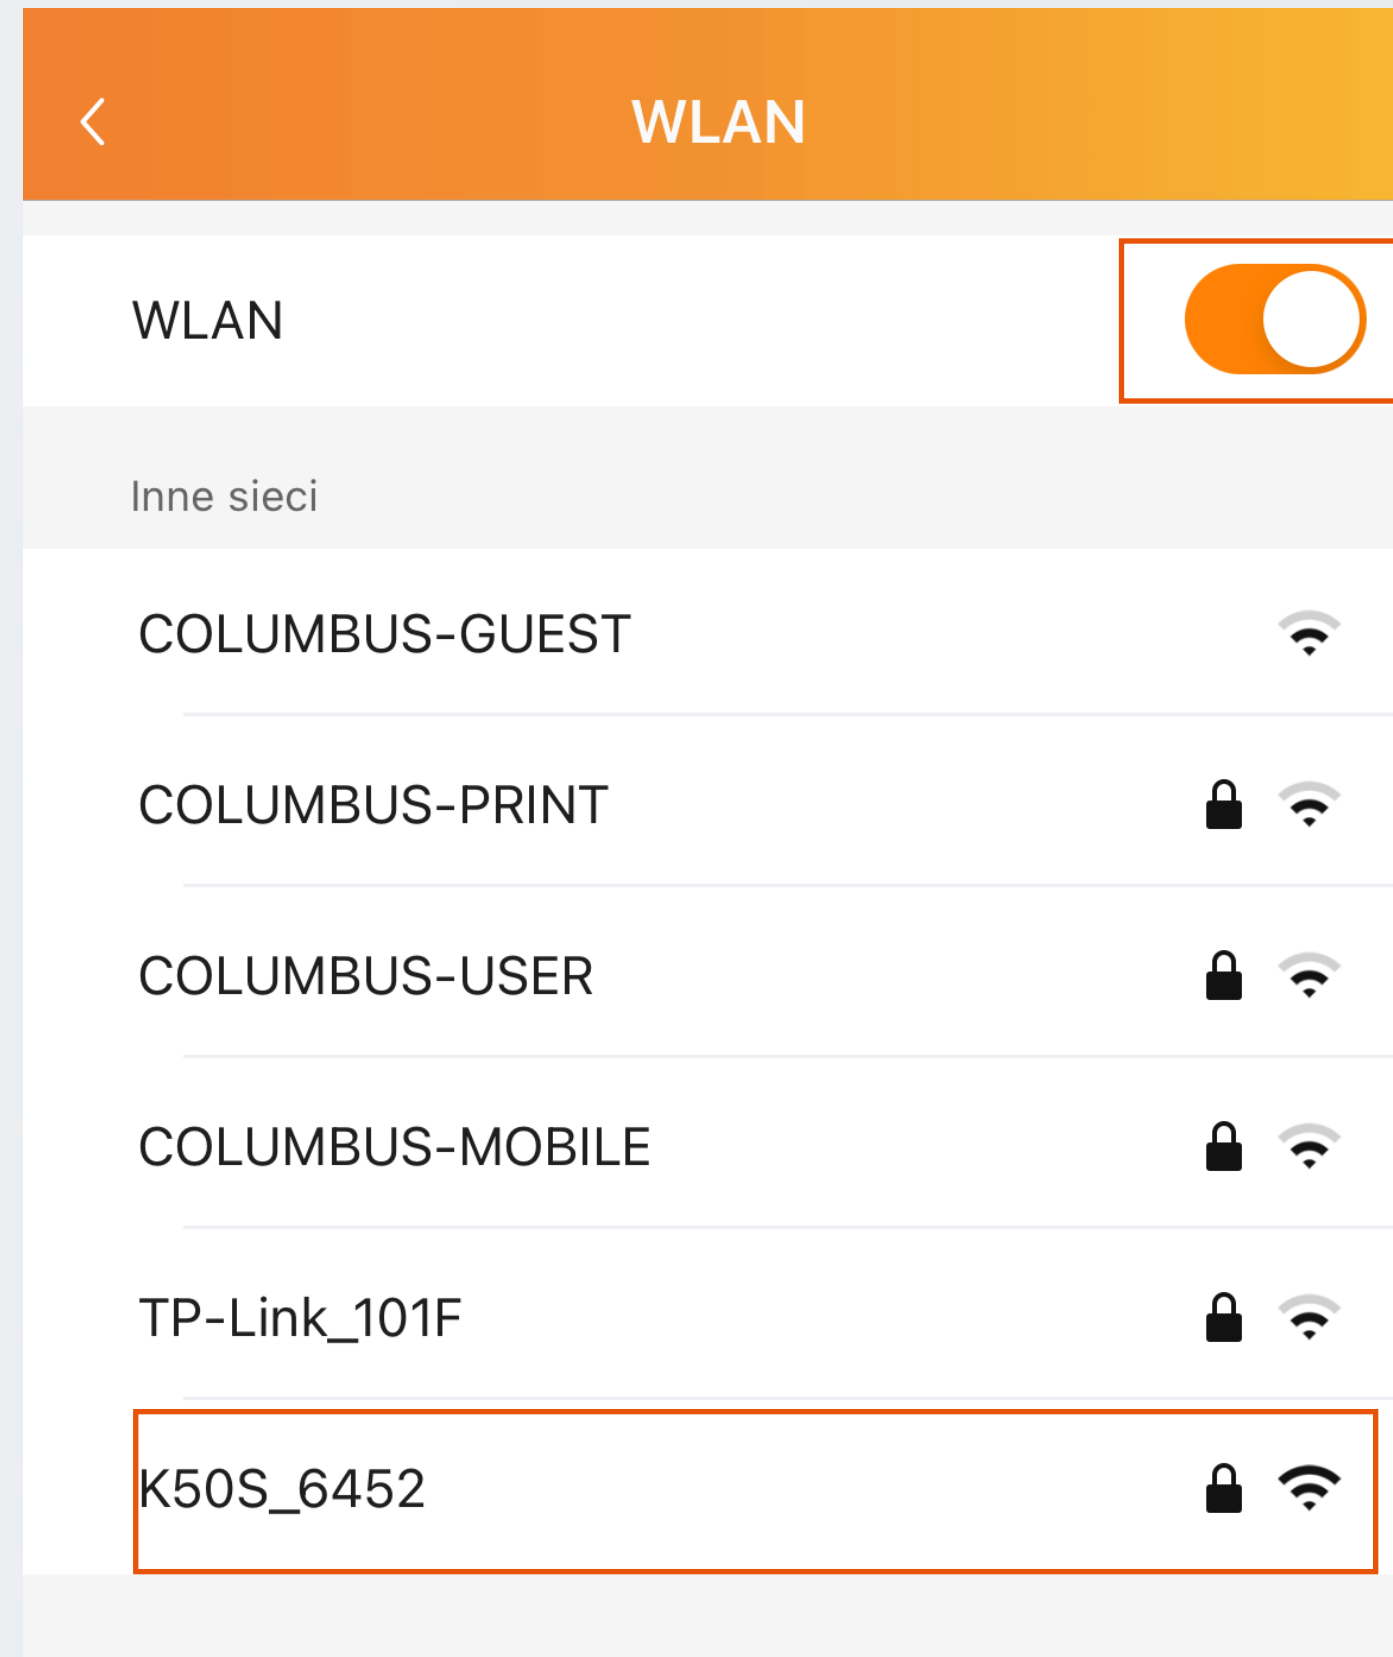 WLAN
WLAN
Inne sieci
COLUMBUS-GUEST
COLUMBUS-PRINT
COLUMBUS-USER
COLUMBUS-MOBILE
TP-Link_101F
K50S_6452